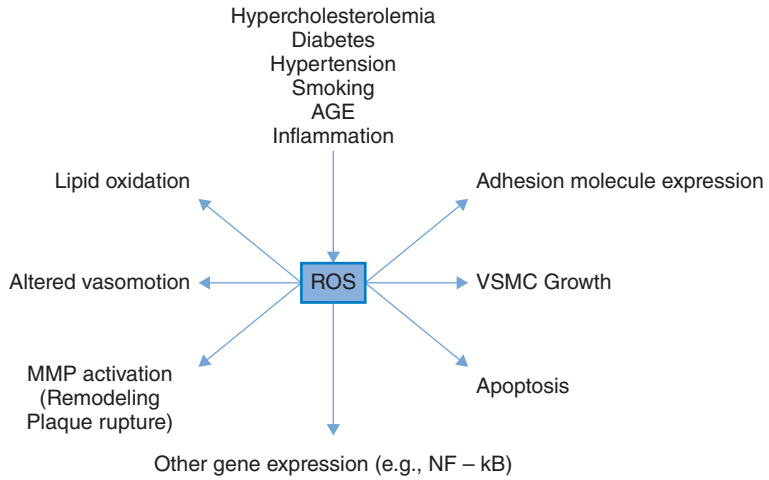 Hypercholesterolemia
Diabetes
Hypertension
Smoking
AGE
Inflammation
Lipid oxidation
Adhesion molecule expression
Altered vasomotion
ROS
VSMC Growth
MMP activation
(Remodeling
Plaque rupture)
Apoptosis
Other gene expression (e.g., NF – kB)